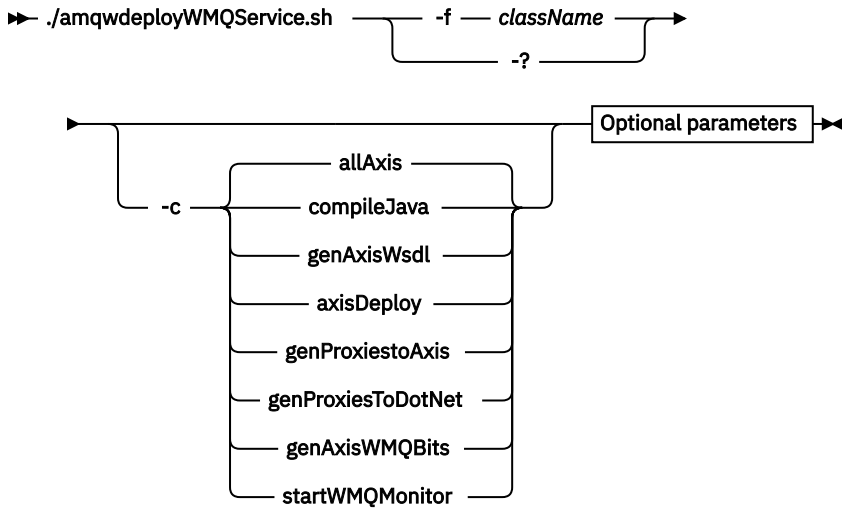 ./amqwdeployWMQService.sh -f className
-?
Optional parameters
allAxis
-c compileJava
genAxisWsdl
axisDeploy
genProxiestoAxis
genProxiesToDotNet
genAxisWMQBits
startWMQMonitor